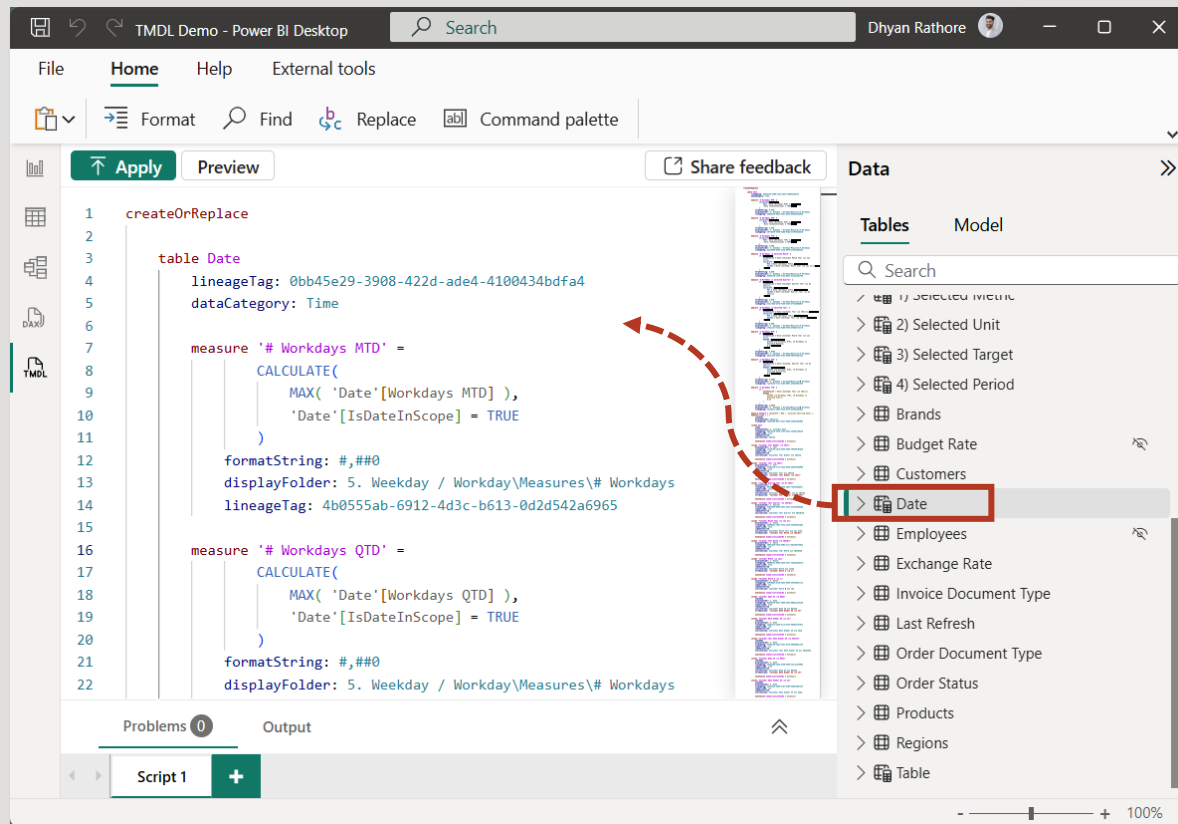 TMDL Demo - Power BI Desktop
Search
Dhyan Rathore
File Home Help External tools
Format Find Replace Command palette
Apply Preview Share feedback
1 createOrReplace
2
3 table Date
4 lineageTag: 0bb45e29-3908-422d-ade4-4100434bdfa4
5 dataCategory: Time
6
7 measure '# Workdays MTD' =
8 CALCULATE(
9 MAX( 'Date'[Workdays MTD] ),
10 'Date'[IsDateInScope] = TRUE
11 )
12 formatString: #,##0
13 displayFolder: 5. Weekday / Workday\Measures\# Workdays
14 lineageTag: 4b0555ab-6912-4d3c-b613-0d2d542a6965
15
16 measure '# Workdays QTD' =
17 CALCULATE(
18 MAX( 'Date'[Workdays QTD] ),
19 'Date'[IsDateInScope] = TRUE
20 )
21 formatString: #,##0
22 displayFolder: 5. Weekday / Workday\Measures\# Workdays
DAX
TMDL
Problems 0 Output
Script 1 +
Data
Tables Model
Search
1) Selected Metric
2) Selected Unit
3) Selected Target
4) Selected Period
Brands
Budget Rate
Customers
Date
Employees
Exchange Rate
Invoice Document Type
Last Refresh
Order Document Type
Order Status
Products
Regions
Table
- + 100%